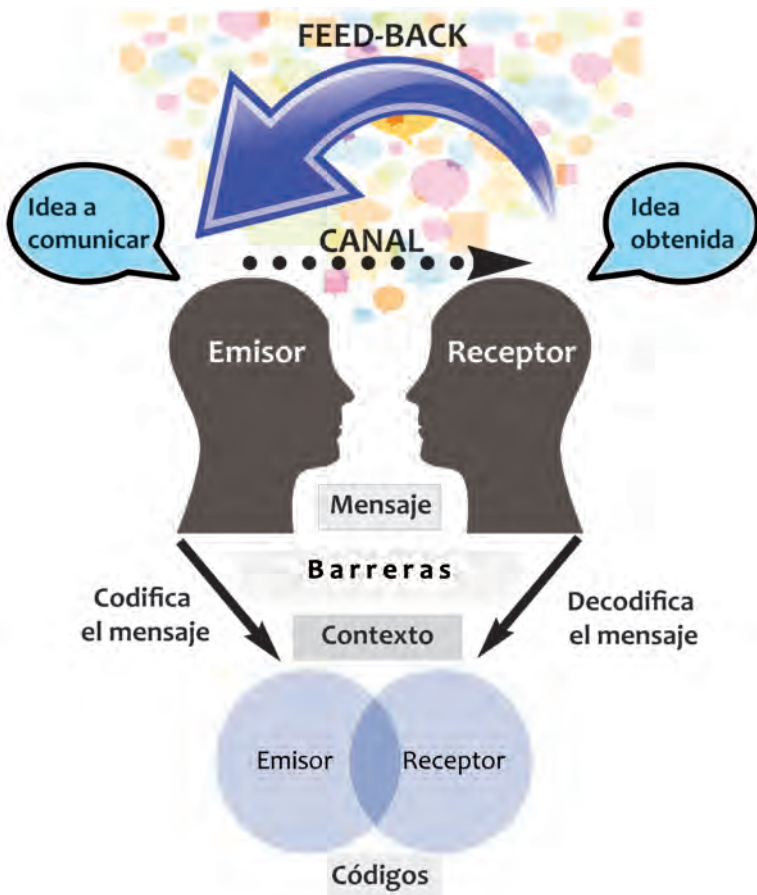 FEED-BACK
Idea a
comunicar
Idea
obtenida
CANAL
Emisor
Receptor
Mensaje
Barreras
Codifica
el mensaje
Decodifica
el mensaje
Contexto
Emisor
Receptor
Códigos